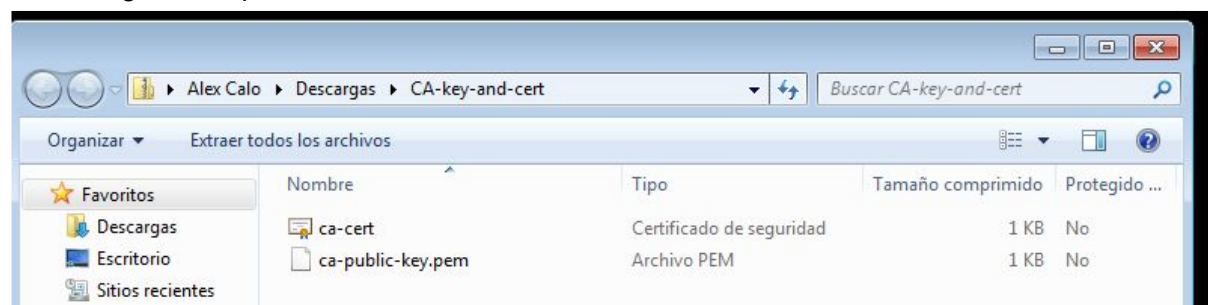 Alex Calo ▸ Descargas ▸ CA-key-and-cert
Buscar CA-key-and-cert
Organizar
Extraer todos los archivos
Favoritos
Descargas
Escritorio
Sitios recientes
Nombre Tipo Tamaño comprimido Protegido ...
ca-cert Certificado de seguridad 1 KB No
ca-public-key.pem Archivo PEM 1 KB No